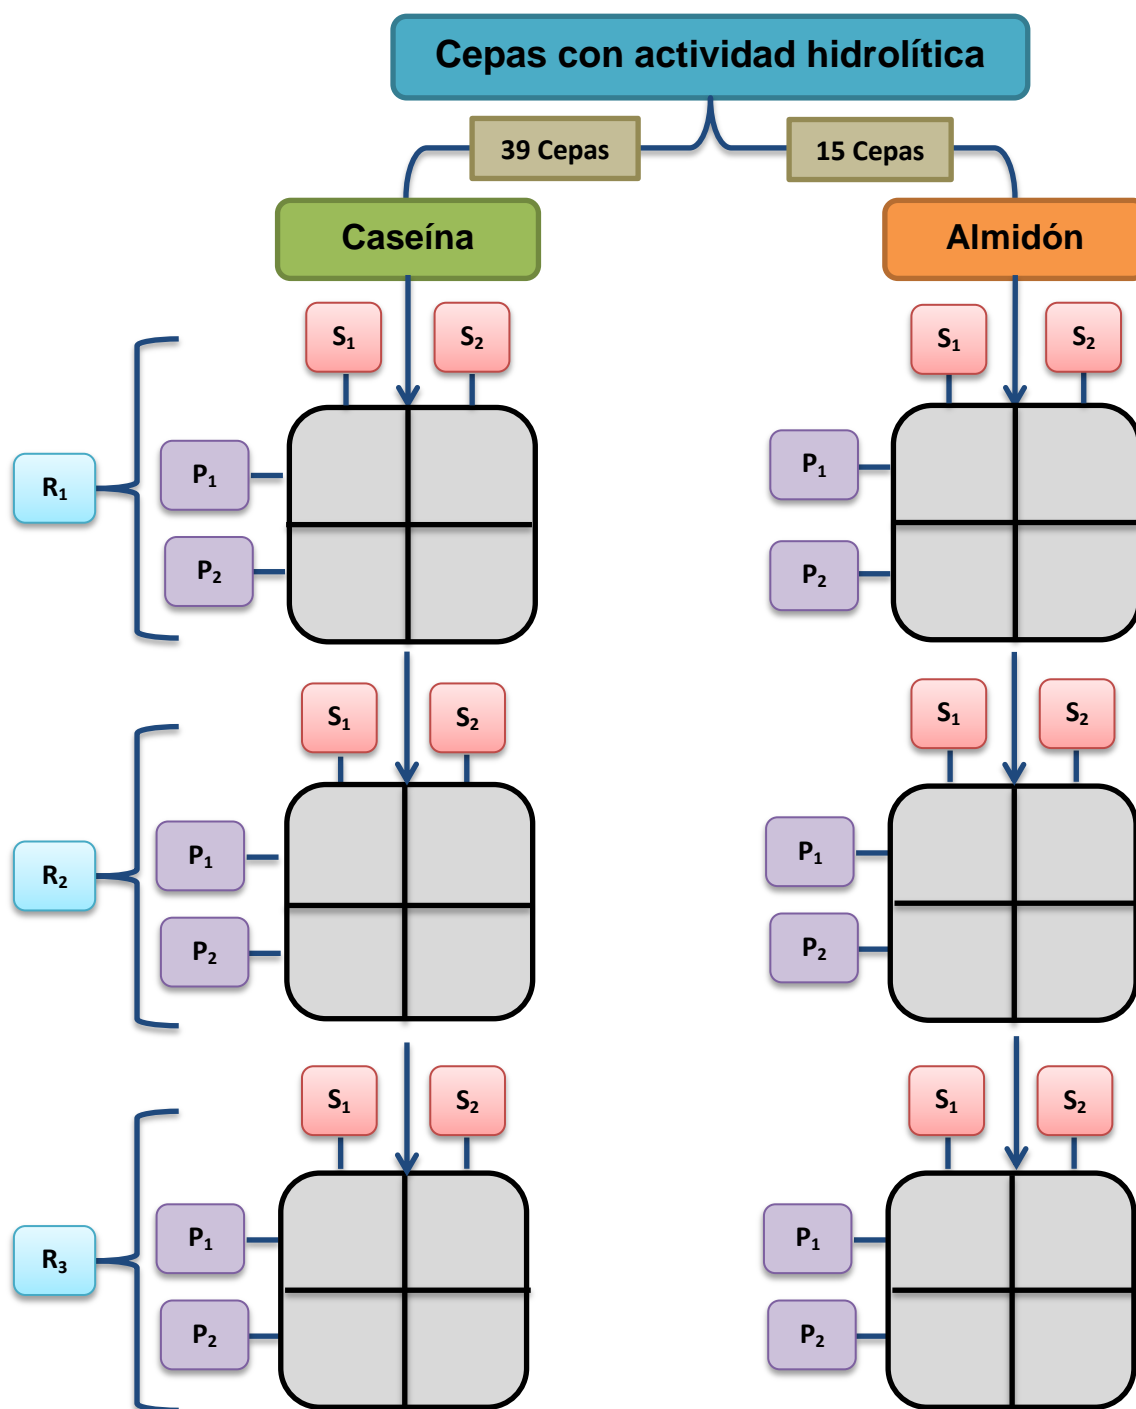 Cepas con actividad hidrolítica
39 Cepas
15 Cepas
Caseína
Almidón
S₁
S₂
S₁
S₂
R₁
P₁
P₂
P₁
P₂
S₁
S₂
S₁
S₂
R₂
P₁
P₂
P₁
P₂
S₁
S₂
S₁
S₂
R₃
P₁
P₂
P₁
P₂